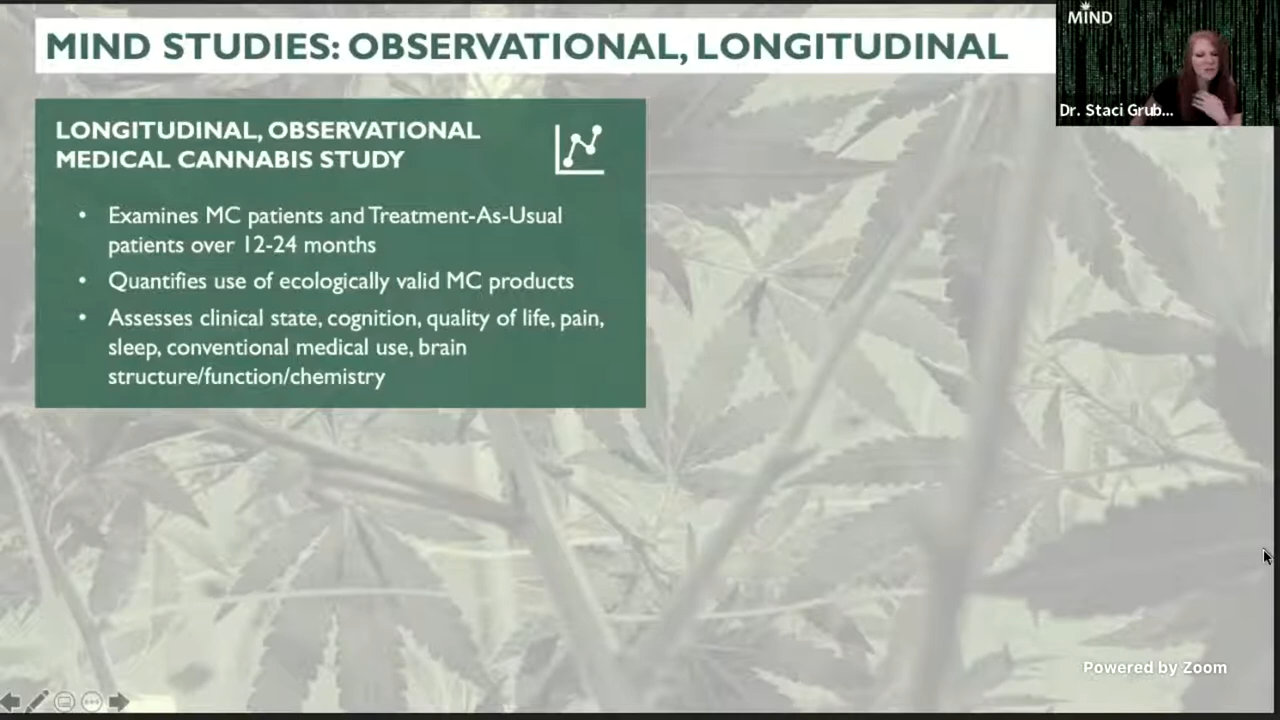 MIND STUDIES: OBSERVATIONAL, LONGITUDINAL
MIND
Dr. Staci Grub...
LONGITUDINAL, OBSERVATIONAL
MEDICAL CANNABIS STUDY
• Examines MC patients and Treatment-As-Usual
patients over 12-24 months
• Quantifies use of ecologically valid MC products
• Assesses clinical state, cognition, quality of life, pain,
sleep, conventional medical use, brain
structure/function/chemistry
Powered by Zoom